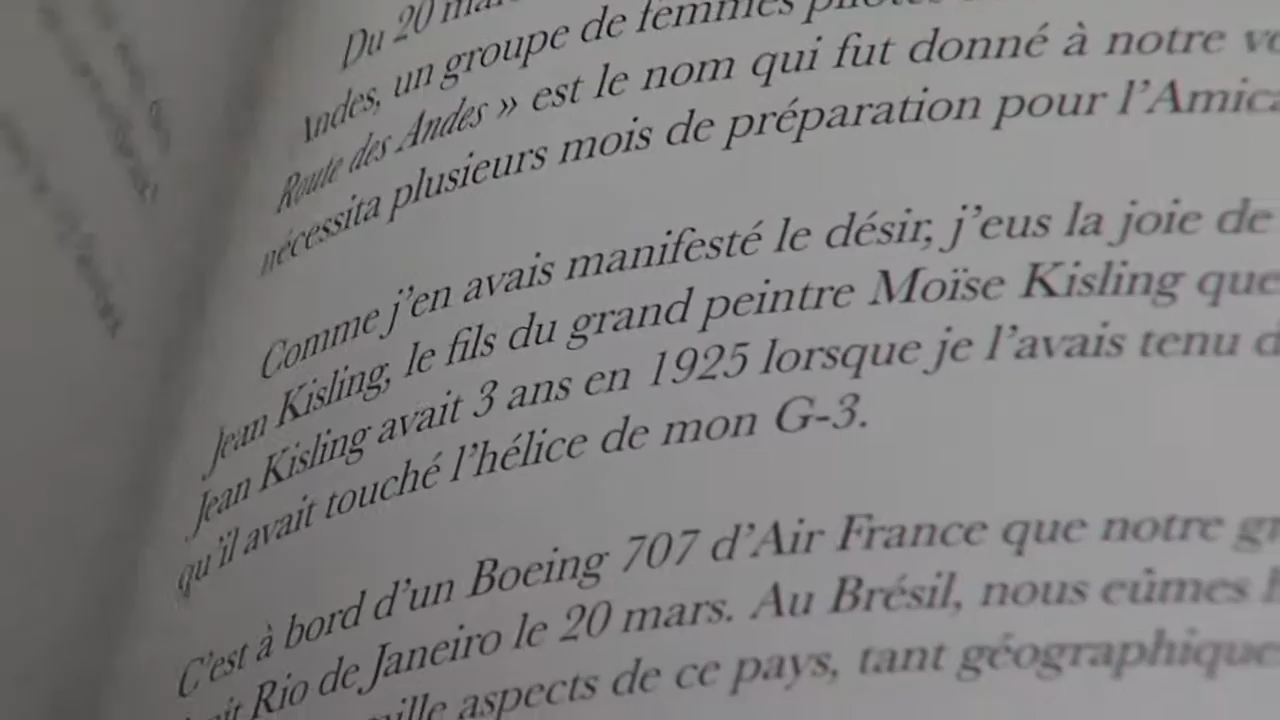 Du 20
Andes, un groupe de femmes
Route des Andes » est le nom qui fut donné à notre
nécessita plusieurs mois de préparation pour l'Amica
Comme j'en avais manifesté le désir, j'eus la joie de
Jean Kisling, le fils du grand peintre Moïse Kisling que
Jean Kisling avait 3 ans en 1925 lorsque je l'avais tenu d
qu'il avait touché l'hélice de mon G-3.
C'est à bord d'un Boeing 707 d'Air France que notre
Rio de Janeiro le 20 mars. Au Brésil, nous eûmes
aspects de ce pays, tant géographique